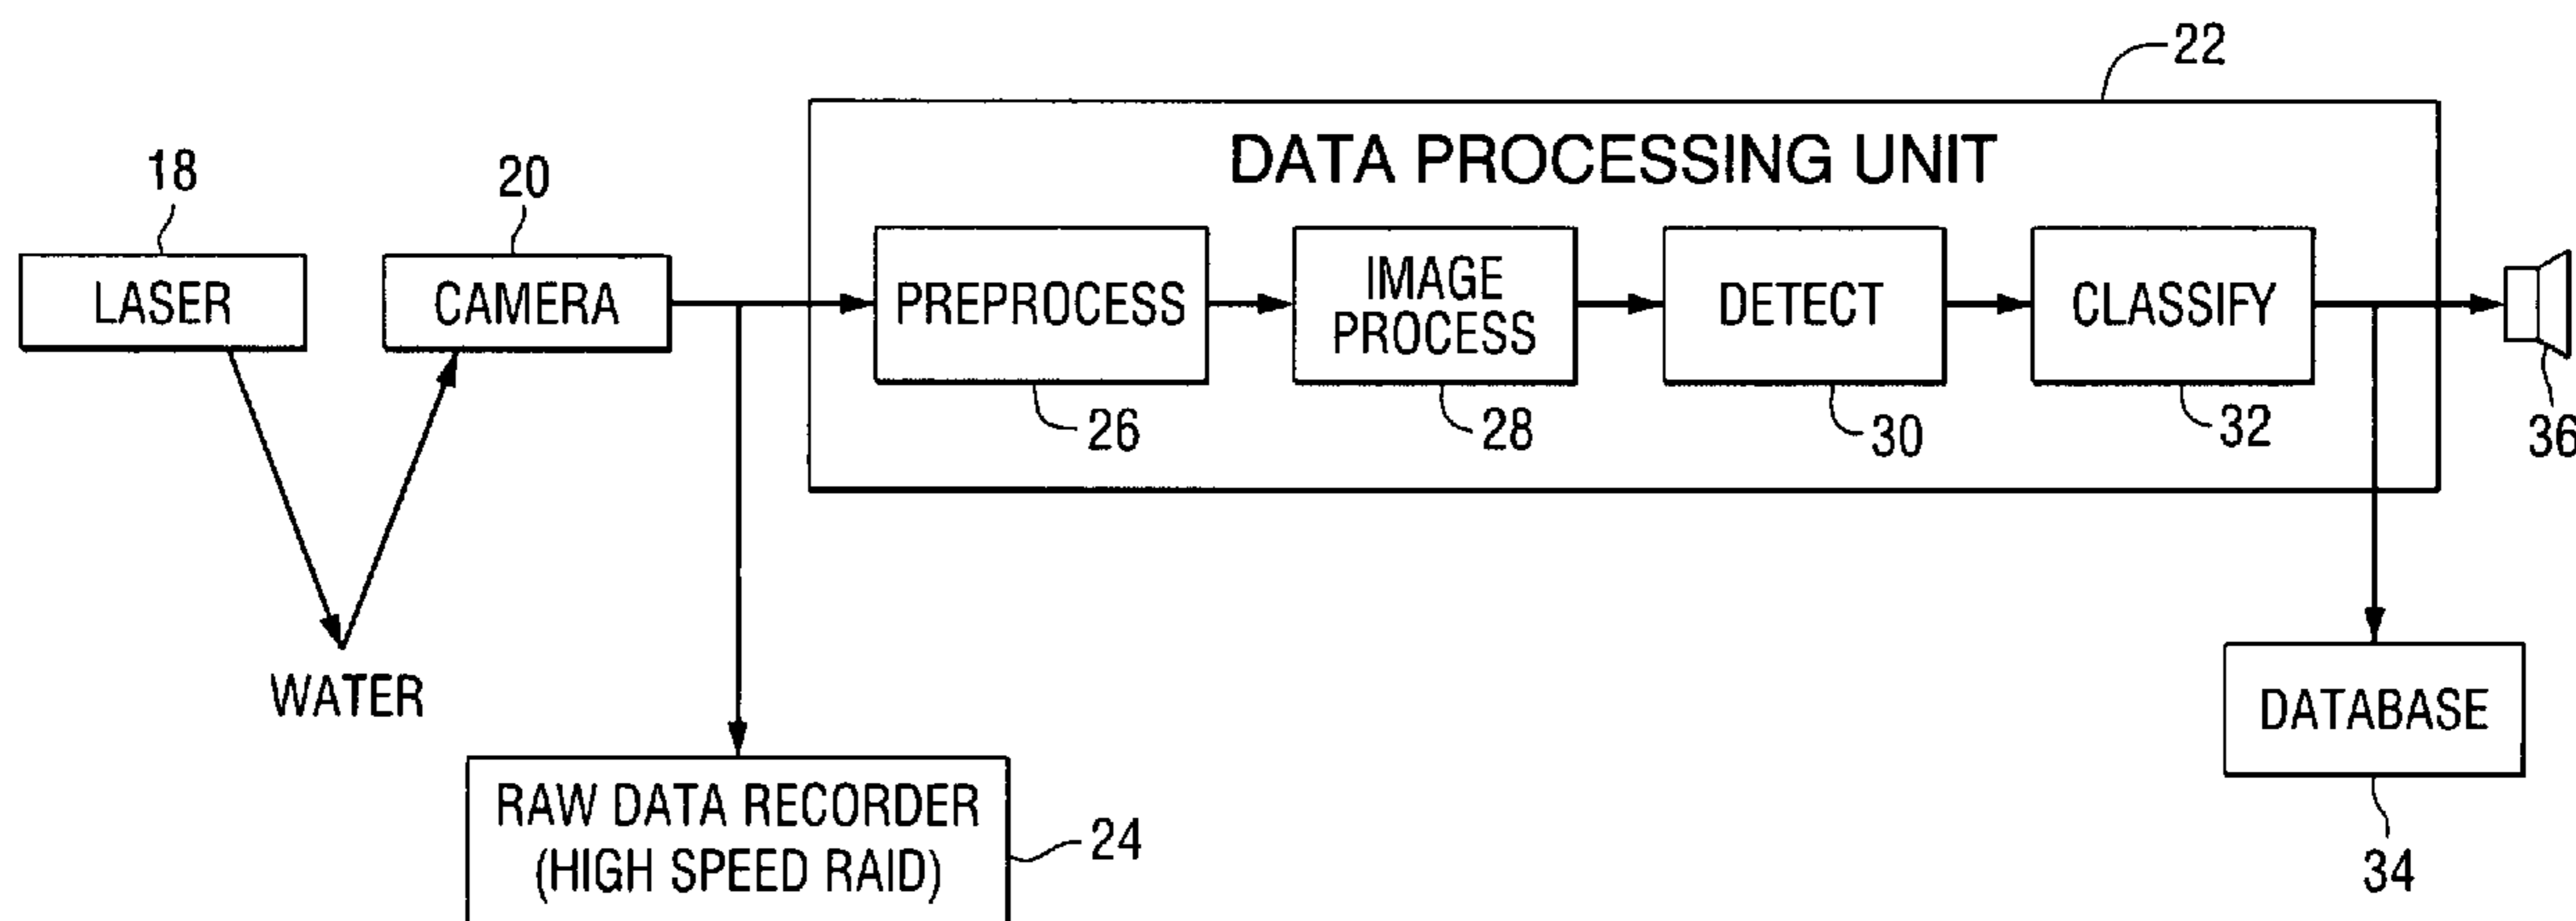 22
DATA PROCESSING UNIT
18
20
LASER
CAMERA
PREPROCESS
IMAGE
PROCESS
DETECT
CLASSIFY
26
28
30
32
36
WATER
DATABASE
RAW DATA RECORDER
(HIGH SPEED RAID)
24
34